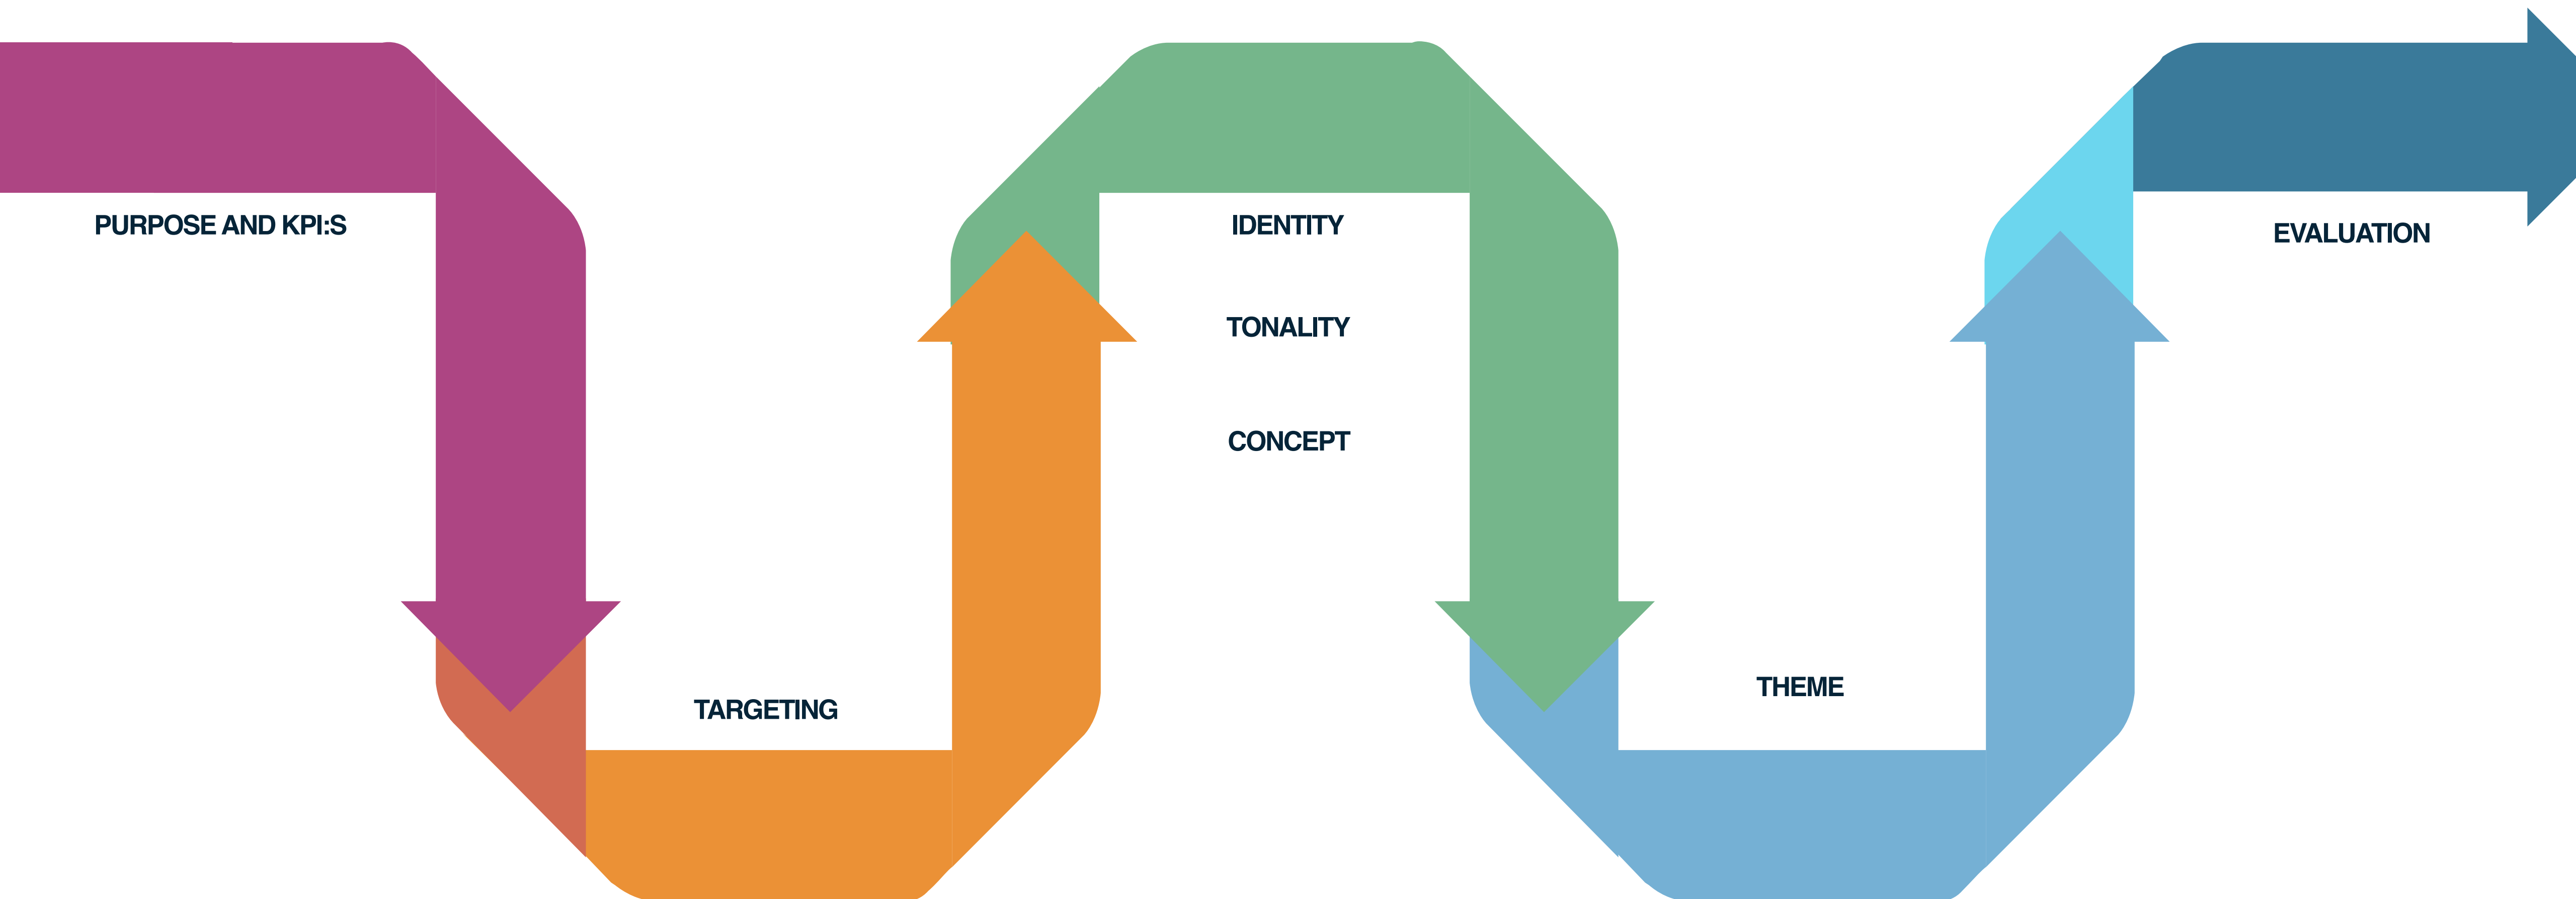 PURPOSE AND KPI:S
TARGETING
IDENTITY
TONALITY
CONCEPT
THEME
EVALUATION